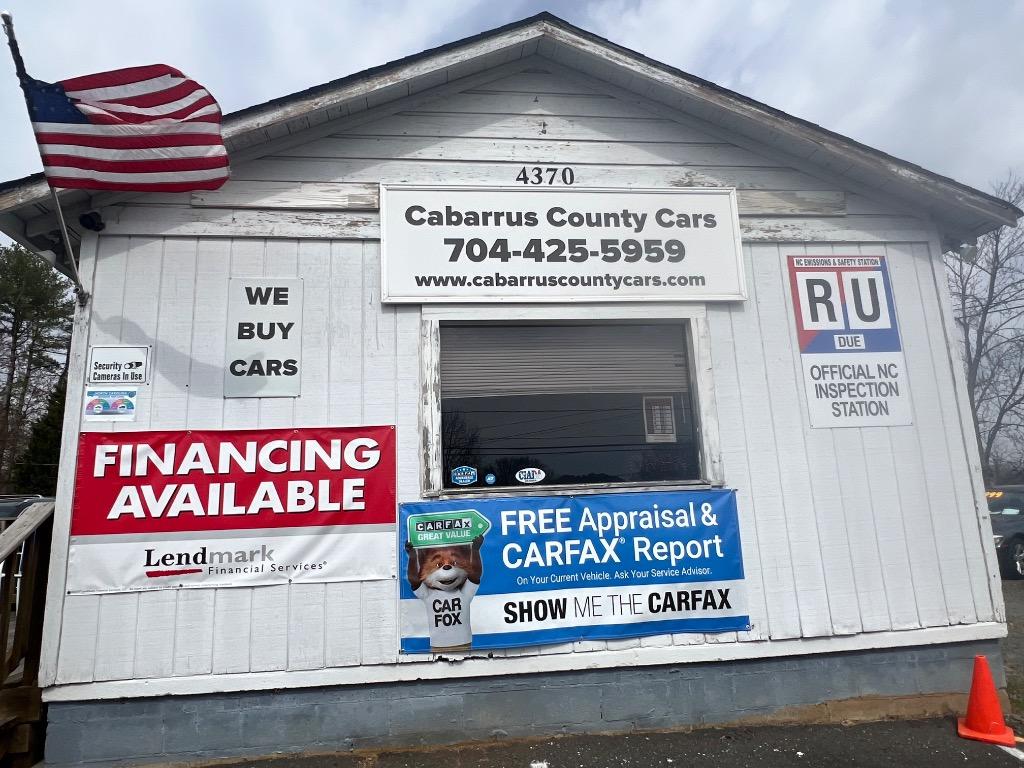 4370
Cabarrus County Cars
704-425-5959
www.cabarruscountycars.com
WE
BUY
CARS
NC EMISSIONS & SAFETY STATION
R U
DUE
OFFICIAL NC
INSPECTION
STATION
Security
Cameras In Use
FINANCING
AVAILABLE
Lendmark
Financial Services®
CARFAX
GREAT VALUE
CAR
FOX
FREE Appraisal &
CARFAX® Report
On Your Current Vehicle. Ask Your Service Advisor.
SHOW ME THE CARFAX